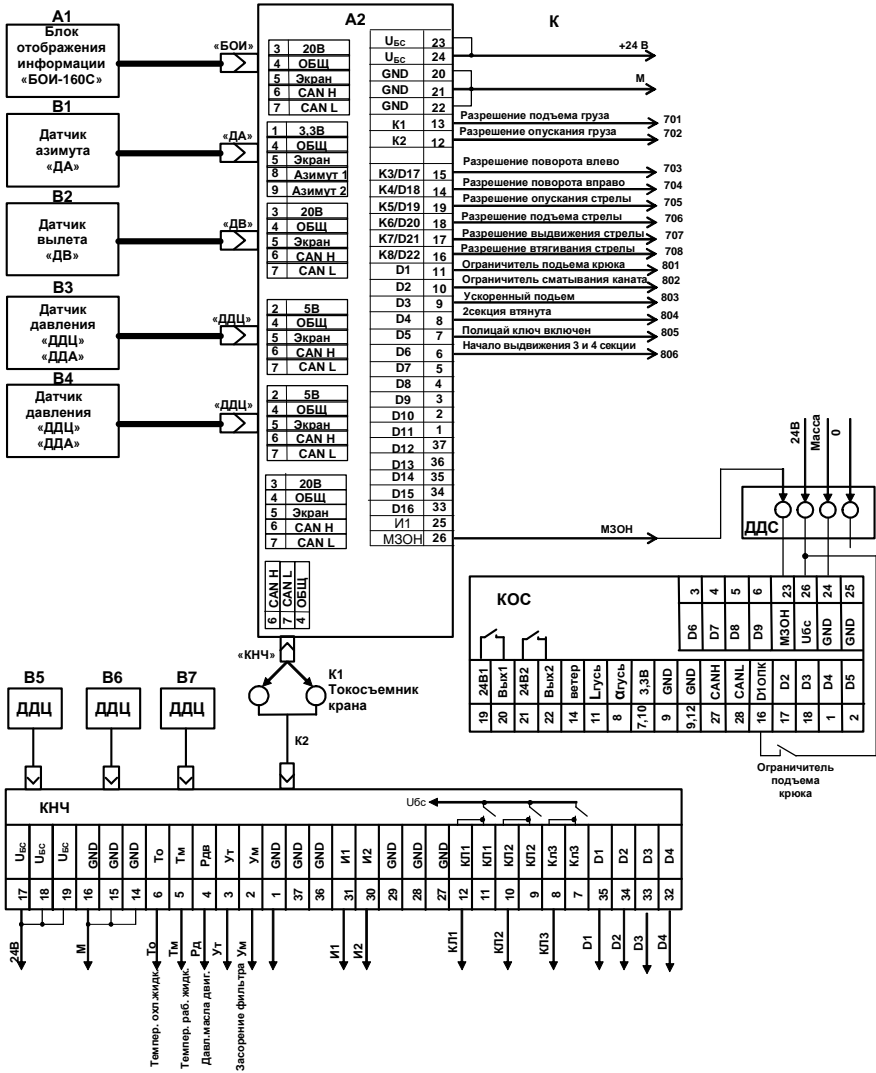 A1
Блок
отображения
информации
«БОИ-160С»
«БОИ»
B1
Датчик
азимута
«ДА»
«ДА»
B2
Датчик
вылета
«ДВ»
«ДВ»
B3
Датчик
давления
«ДДЦ»
«ДДА»
«ДДЦ»
B4
Датчик
давления
«ДДЦ»
«ДДА»
«ДДЦ»
A2
3 20В
4 ОБЩ
5 Экран
6 CAN H
7 CAN L
1 3,3В
4 ОБЩ
5 Экран
8 Азимут 1
9 Азимут 2
3 20В
4 ОБЩ
5 Экран
6 CAN H
7 CAN L
2 5В
4 ОБЩ
5 Экран
6 CAN H
7 CAN L
2 5В
4 ОБЩ
5 Экран
6 CAN H
7 CAN L
3 20В
4 ОБЩ
5 Экран
6 CAN H
7 CAN L
6 CAN H
7 CAN L
4 ОБЩ
К
UБС 23
UБС 24
+24 В
GND 20
GND 21
GND 22
М
К1 13 Разрешение подъема груза 701
К2 12 Разрешение опускания груза 702
К3/D17 15 Разрешение поворота влево 703
К4/D18 14 Разрешение поворота вправо 704
К5/D19 19 Разрешение опускания стрелы 705
К6/D20 18 Разрешение подъема стрелы 706
К7/D21 17 Разрешение выдвижения стрелы 707
К8/D22 16 Разрешение втягивания стрелы 708
D1 11 Ограничитель подьема крюка 801
D2 10 Ограничитель сматывания каната 802
D3 9 Ускоренный подьем 803
D4 8 2секция втянута 804
D5 7 Полицай ключ включен 805
D6 6 Начало выдвижения 3 и 4 секции 806
D7 5
D8 4
D9 3
D10 2
D11 1
D12 37
D13 36
D14 35
D15 34
D16 33
И1 25
МЗОН 26
МЗОН
24В
Масса
0
ДДС
КОС
3 4 5 6 23 26 24 25
D6 D7 D8 D9 МЗОН Uбс GND GND
24В1 Вых1 24В2 Вых2 ветер Lгусь αгусь 3,3В GND GND CANH CANL D1ОПК D2 D3 D4 D5
19 20 21 22 14 11 8 7,10 9 9,12 27 28 16 17 18 1 2
Ограничитель
подъема
крюка
«КНЧ»
К1
Токосъемник
крана
К2
B5
ДДЦ
B6
ДДЦ
B7
ДДЦ
КНЧ
Uбс
UБС UБС UБС GND GND GND То Тм Рдв Ут Ум GND GND GND И1 И2 GND GND GND КП1 КП1 КП2 КП2 Кл3 Кл3 D1 D2 D3 D4
17 18 19 16 15 14 6 5 4 3 2 1 37 36 31 30 29 28 27 12 11 10 9 8 7 35 34 33 32
24В М То Тм Рд Ут Ум И1 И2 КЛ1 КЛ2 КЛ3 D1 D2 D3 D4
Темпер. охл.жидк.
Темпер. раб. жидк.
Давл.масла двиг.
Засорение фильтра